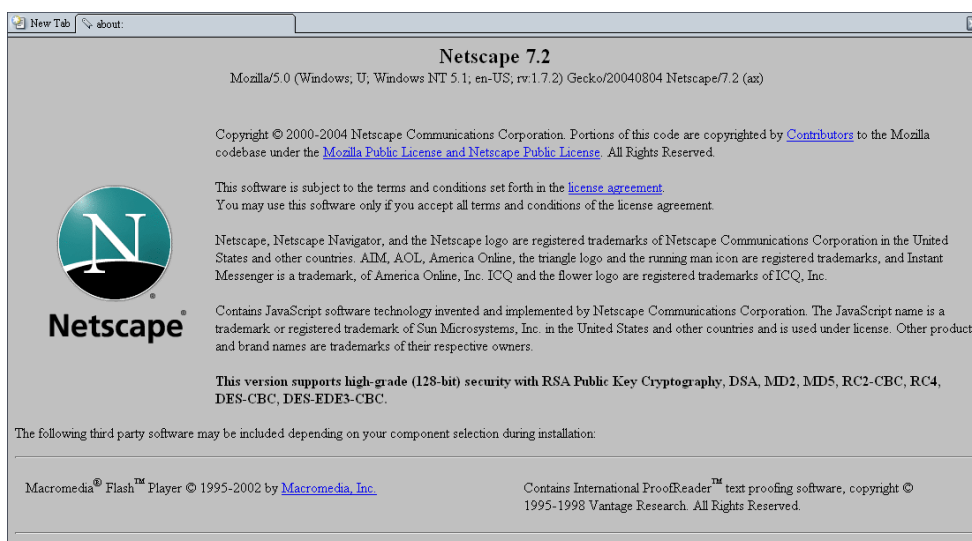 New Tab
about:
Netscape 7.2
Mozilla/5.0 (Windows; U; Windows NT 5.1; en-US; rv:1.7.2) Gecko/20040804 Netscape/7.2 (ax)
Copyright © 2000-2004 Netscape Communications Corporation. Portions of this code are copyrighted by Contributors to the Mozilla
codebase under the Mozilla Public License and Netscape Public License. All Rights Reserved.
This software is subject to the terms and conditions set forth in the license agreement.
You may use this software only if you accept all terms and conditions of the license agreement.
Netscape, Netscape Navigator, and the Netscape logo are registered trademarks of Netscape Communications Corporation in the United
States and other countries. AIM, AOL, America Online, the triangle logo and the running man icon are registered trademarks, and Instant
Messenger is a trademark, of America Online, Inc. ICQ and the flower logo are registered trademarks of ICQ, Inc.
N
Netscape®
Contains JavaScript software technology invented and implemented by Netscape Communications Corporation. The JavaScript name is a
trademark or registered trademark of Sun Microsystems, Inc. in the United States and other countries and is used under license. Other product
and brand names are trademarks of their respective owners.
This version supports high-grade (128-bit) security with RSA Public Key Cryptography, DSA, MD2, MD5, RC2-CBC, RC4,
DES-CBC, DES-EDE3-CBC.
The following third party software may be included depending on your component selection during installation:
Macromedia® Flash™ Player © 1995-2002 by Macromedia, Inc.
Contains International ProofReader™ text proofing software, copyright ©
1995-1998 Vantage Research. All Rights Reserved.